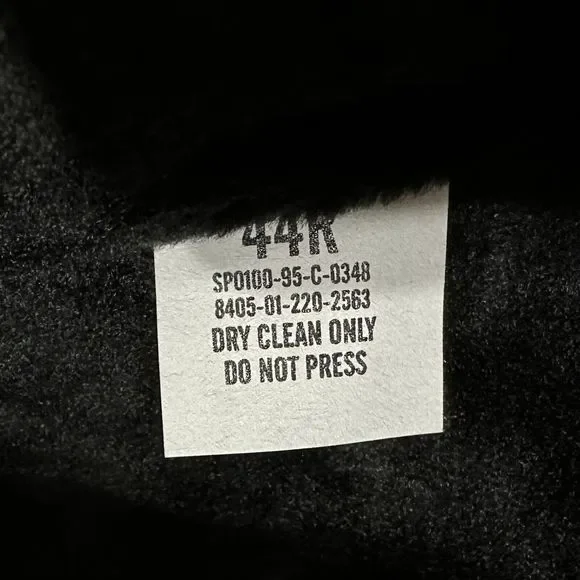 44R
SP0100-95-C-0348
8405-01-220-2563
DRY CLEAN ONLY
DO NOT PRESS